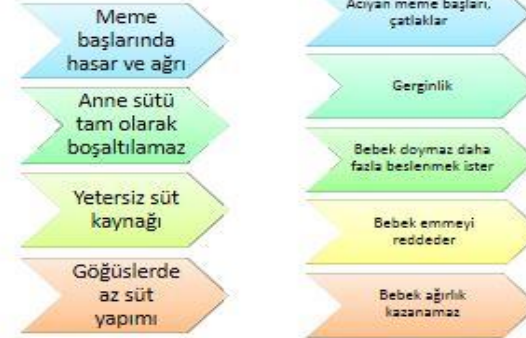 Meme
başlarında
hasar ve ağrı
Anne sütü
tam olarak
boşaltılamaz
Yetersiz süt
kaynağı
Göğüslerde
az süt
yapımı
Acıyan meme başları,
çatlaklar
Gerginlik
Bebek doymaz daha
fazla beslenmek ister
Bebek emmeyi
reddeder
Bebek ağırlık
kazanamaz